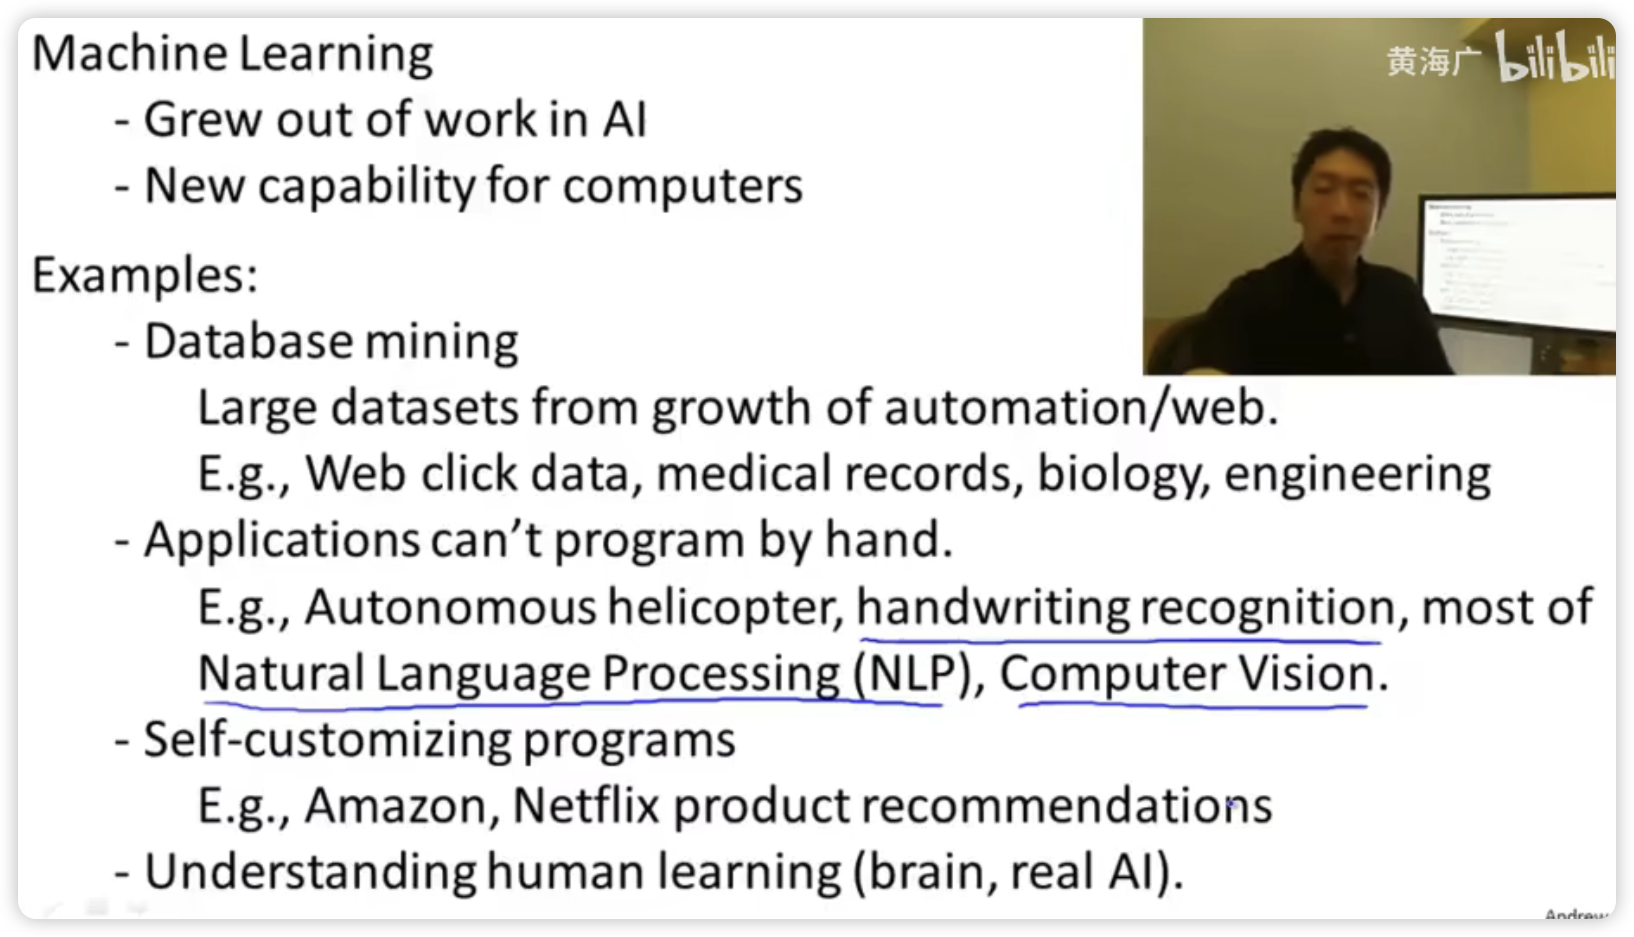 Machine Learning
- Grew out of work in AI
- New capability for computers
Examples:
- Database mining
Large datasets from growth of automation/web.
E.g., Web click data, medical records, biology, engineering
- Applications can’t program by hand.
E.g., Autonomous helicopter, handwriting recognition, most of
Natural Language Processing (NLP), Computer Vision.
- Self-customizing programs
E.g., Amazon, Netflix product recommendations
- Understanding human learning (brain, real AI).
黄海广 bilibili
Andrew